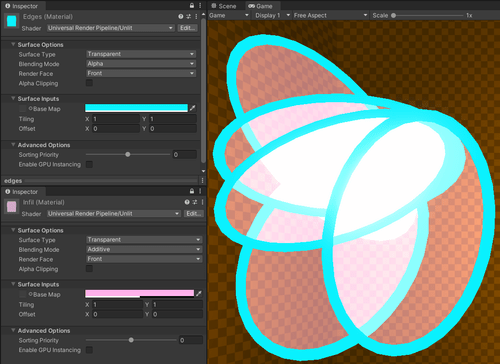 Inspector
Edges (Material)
Shader Universal Render Pipeline/Unlit Edit...
Surface Options
Surface Type Transparent
Blending Mode Alpha
Render Face Front
Alpha Clipping
Surface Inputs
Base Map
Tiling X 1 Y 1
Offset X 0 Y 0
Advanced Options
Sorting Priority 0
Enable GPU Instancing
edges
Inspector
Infil (Material)
Shader Universal Render Pipeline/Unlit Edit...
Surface Options
Surface Type Transparent
Blending Mode Additive
Render Face Front
Alpha Clipping
Surface Inputs
Base Map
Tiling X 1 Y 1
Offset X 0 Y 0
Advanced Options
Sorting Priority 0
Enable GPU Instancing
Scene Game
Game Display 1 Free Aspect Scale 1x